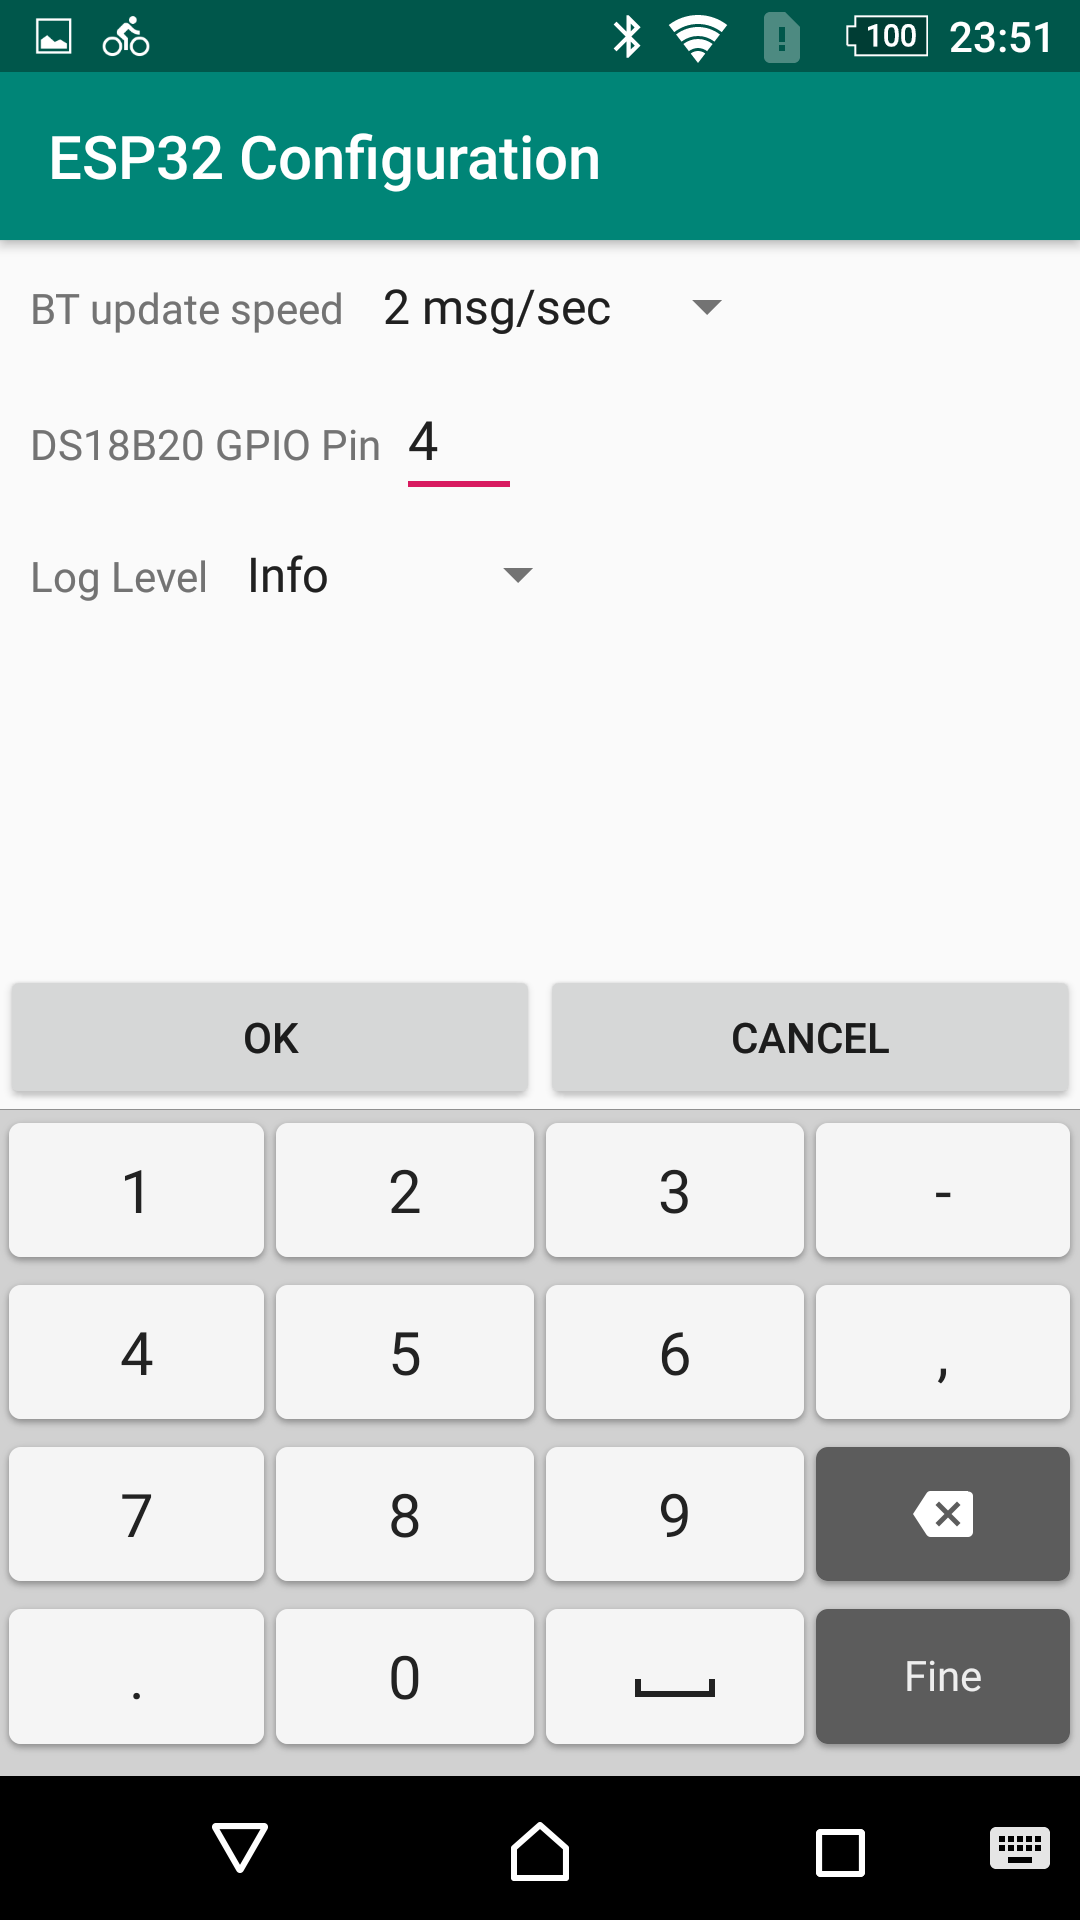 100 23:51
ESP32 Configuration
BT update speed 2 msg/sec
DS18B20 GPIO Pin 4
Log Level Info
OK CANCEL
1 2 3 -
4 5 6 ,
7 8 9
. 0 Fine